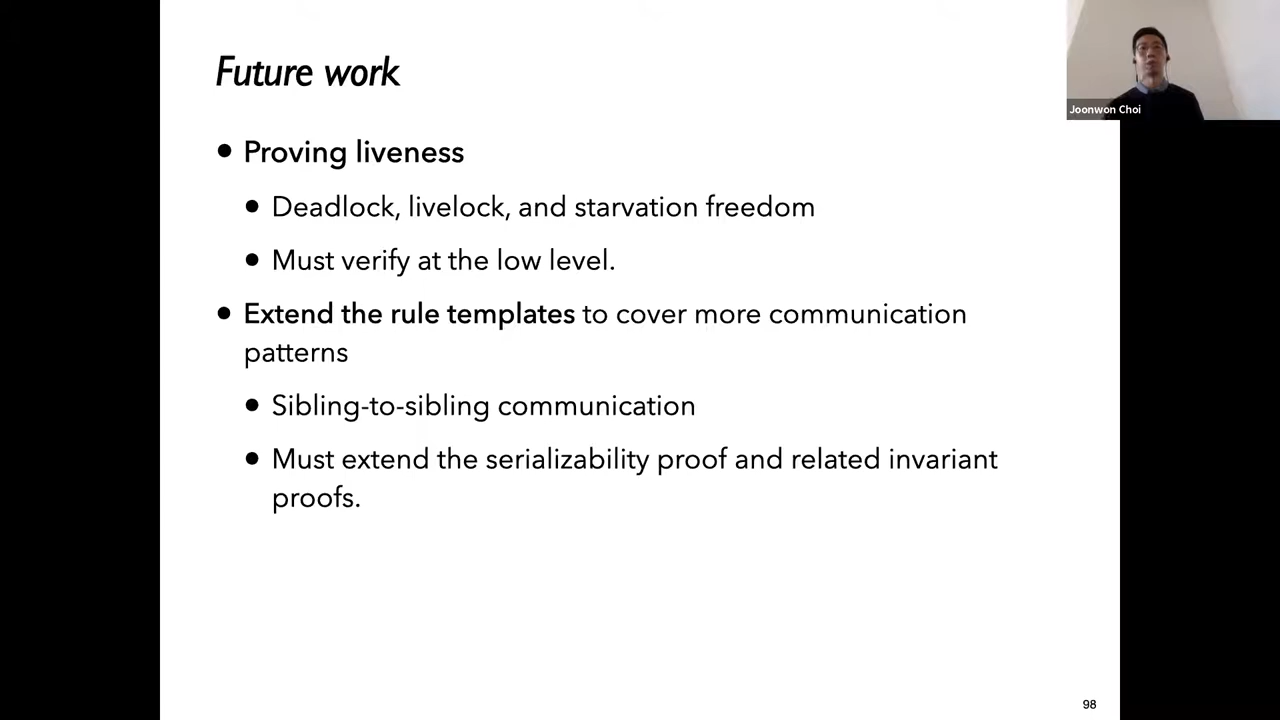 Future work
Joonwon Choi
● Proving liveness
● Deadlock, livelock, and starvation freedom
● Must verify at the low level.
● Extend the rule templates to cover more communication
patterns
● Sibling-to-sibling communication
● Must extend the serializability proof and related invariant
proofs.
98